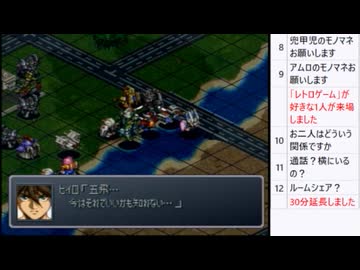 ヒイロ「五飛…
今はそれでいいかも知れない…」
8 兜甲児のモノマネお願いします
9 アムロのモノマネお願いします
「レトロゲーム」が好きな1人が来場しました
10 お二人はどういう関係ですか
11 通話？横にいるの？
12 ルームシェア？
30分延長しました